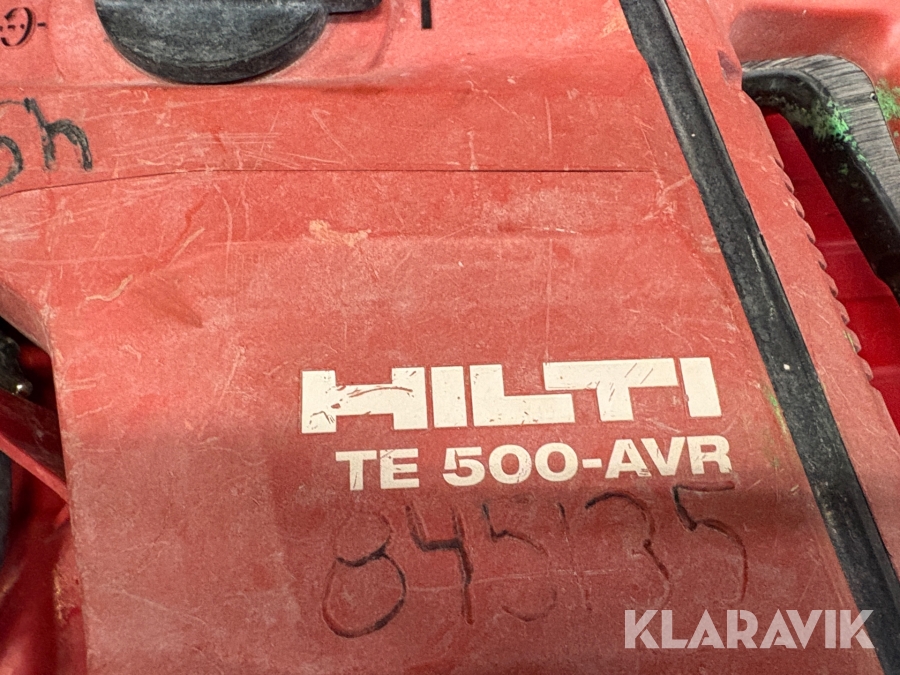 HILTI
TE 500-AVR
845135
KLARAVIK